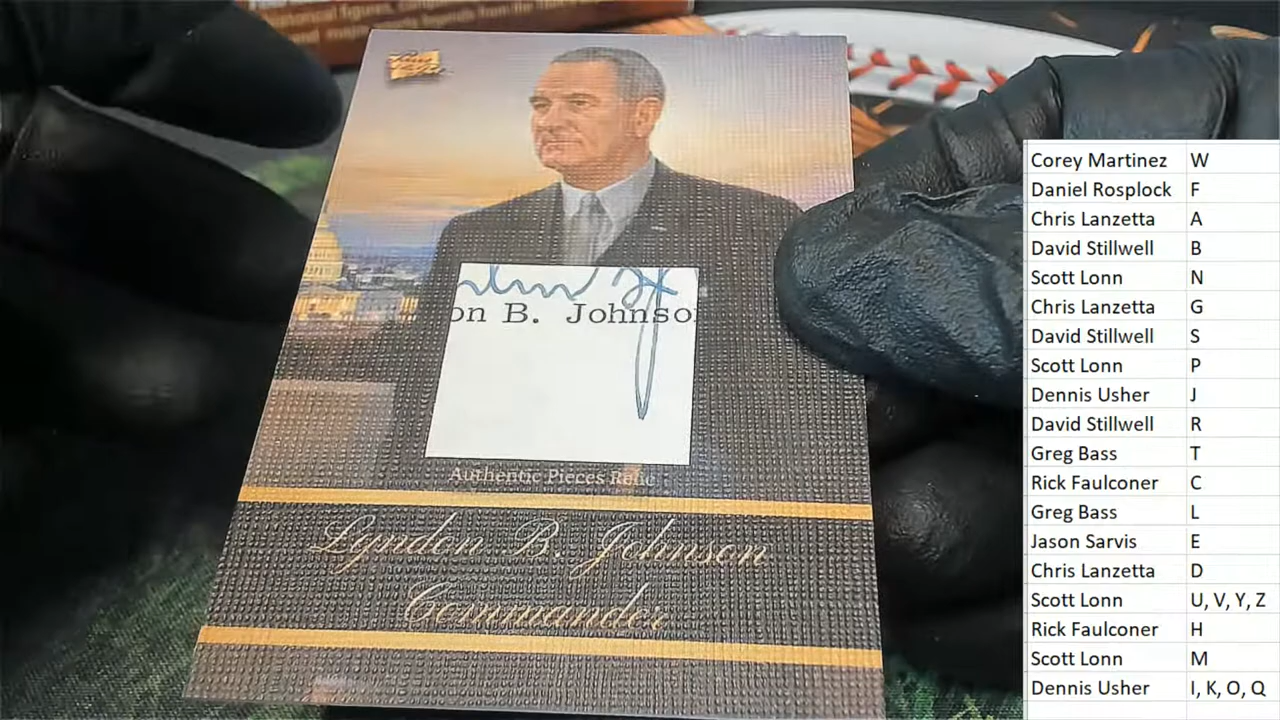 on B. Johnso
Authentic Pieces Relic
Lyndon B. Johnson
Commander
Corey Martinez W
Daniel Rosplock F
Chris Lanzetta A
David Stillwell B
Scott Lonn N
Chris Lanzetta G
David Stillwell S
Scott Lonn P
Dennis Usher J
David Stillwell R
Greg Bass T
Rick Faulconer C
Greg Bass L
Jason Sarvis E
Chris Lanzetta D
Scott Lonn U, V, Y, Z
Rick Faulconer H
Scott Lonn M
Dennis Usher I, K, O, Q